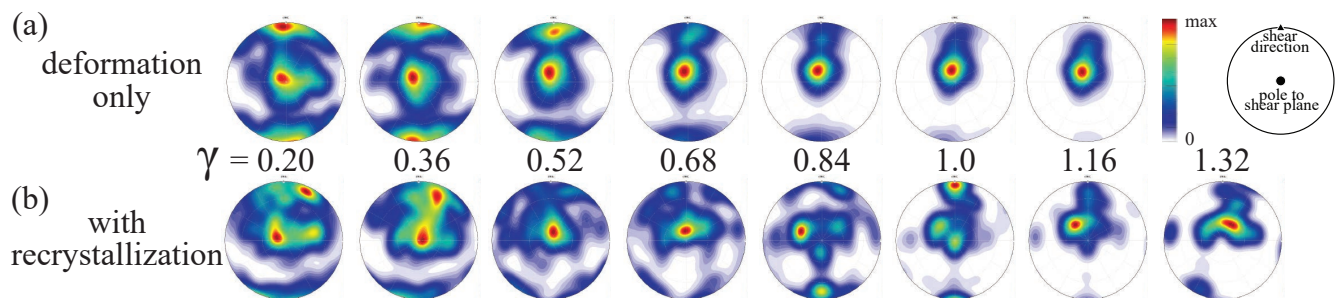 (a)
deformation
only
max
0
shear
direction
pole to
shear plane
γ = 0.20 0.36 0.52 0.68 0.84 1.0 1.16 1.32
(b)
with
recrystallization